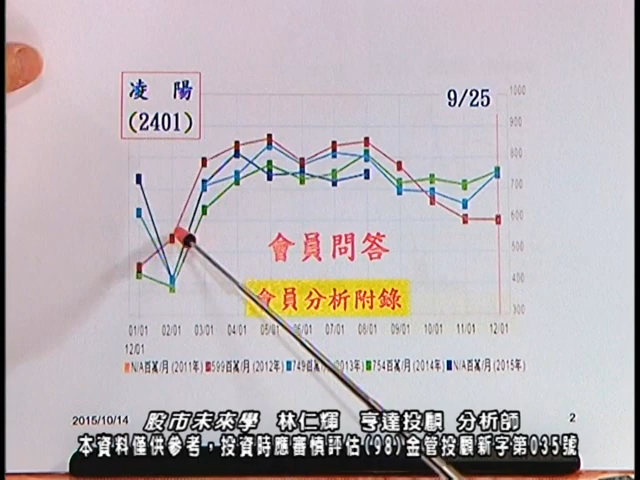 凌 陽
(2401)
9/25
1000
900
800
700
600
500
400
300
會員問答
會員分析附錄
01/01 02/01 03/01 04/01 05/01 06/01 07/01 08/01 09/01 10/01 11/01 12/01
12/01
N/A百萬/月(2011年) 599百萬/月(2012年) 749百萬/月(2013年) 754百萬/月(2014年) N/A百萬/月(2015年)
2015/10/14
股市未來學 林仁輝 亨達投顧 分析師
2
本資料僅供參考，投資時應審慎評估(98)金管投顧新字第035號